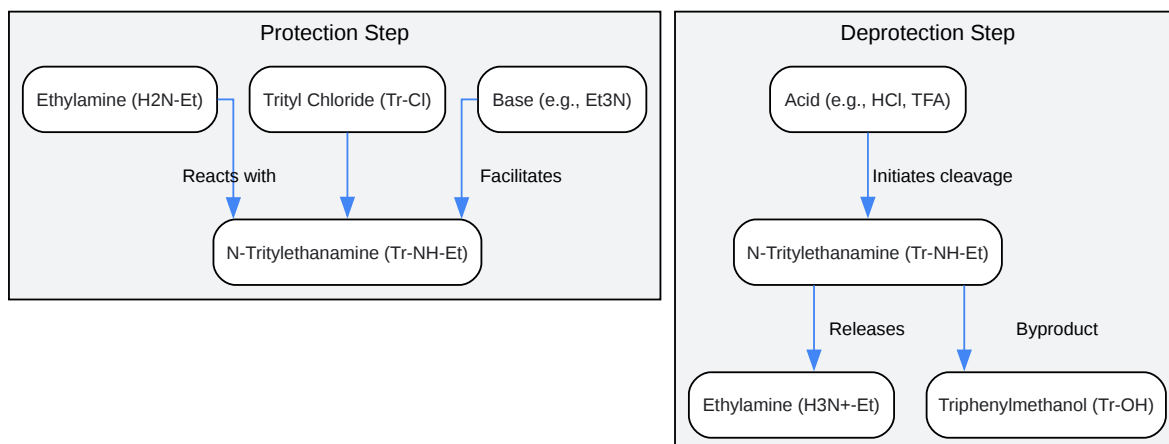 Protection Step
Ethylamine (H2N-Et)
Trityl Chloride (Tr-Cl)
Base (e.g., Et3N)
Reacts with
Facilitates
N-Tritylethanamine (Tr-NH-Et)
Deprotection Step
Acid (e.g., HCl, TFA)
Initiates cleavage
N-Tritylethanamine (Tr-NH-Et)
Releases
Byproduct
Ethylamine (H3N+-Et)
Triphenylmethanol (Tr-OH)